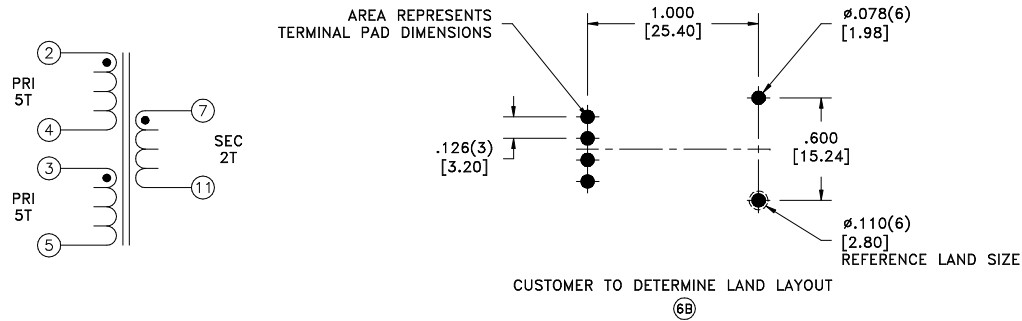 2
PRI
5T
4
3
PRI
5T
5
7
SEC
2T
11
AREA REPRESENTS
TERMINAL PAD DIMENSIONS
1.000
[25.40]
ø.078(6)
[1.98]
.126(3)
[3.20]
.600
[15.24]
ø.110(6)
[2.80]
REFERENCE LAND SIZE
CUSTOMER TO DETERMINE LAND LAYOUT
6B